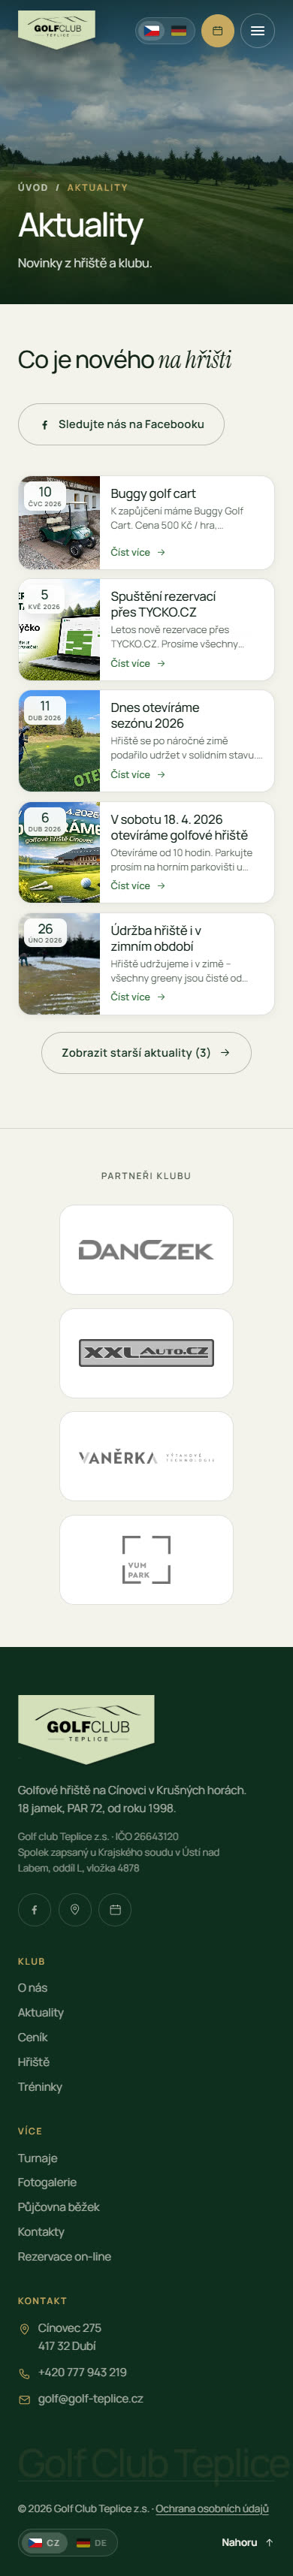 GOLFCLUB
TEPLICE
ÚVOD / AKTUALITY
Aktuality
Novinky z hřiště a klubu.
Co je nového na hřišti
Sledujte nás na Facebooku
10
ČVC 2026
Buggy golf cart
K zapůjčení máme Buggy Golf
Cart. Cena 500 Kč / hra,…
Číst více →
5
KVĚ 2026
Spuštění rezervací
přes TYCKO.CZ
Letos nově rezervace přes
TYCKO.CZ. Prosíme všechny…
Číst více →
11
DUB 2026
Dnes otevíráme
sezónu 2026
Hřiště se po náročné zimě
podařilo udržet v solidním stavu.…
Číst více →
6
DUB 2026
V sobotu 18. 4. 2026
otevíráme golfové hřiště
Otevíráme od 10 hodin. Parkujte
prosím na horním parkovišti u…
Číst více →
26
ÚNO 2026
Údržba hřiště i v
zimním období
Hřiště udržujeme i v zimě –
všechny greeny jsou čisté od…
Číst více →
Zobrazit starší aktuality (3) →
PARTNEŘI KLUBU
DANCZEK
XXLAUTO.CZ
VANĚRKA VÝTAHOVÉ
TECHNOLOGIE
VUM
PARK
GOLFCLUB
TEPLICE
Golfové hřiště na Cínovci v Krušných horách.
18 jamek, PAR 72, od roku 1998.
Golf club Teplice z.s. · IČO 26643120
Spolek zapsaný u Krajského soudu v Ústí nad
Labem, oddíl L, vložka 4878
KLUB
O nás
Aktuality
Ceník
Hřiště
Tréninky
VÍCE
Turnaje
Fotogalerie
Půjčovna běžek
Kontakty
Rezervace on-line
KONTAKT
Cínovec 275
417 32 Dubí
+420 777 943 219
golf@golf-teplice.cz
Golf Club Teplice
© 2026 Golf Club Teplice z.s. · Ochrana osobních údajů
CZ DE
Nahoru ↑